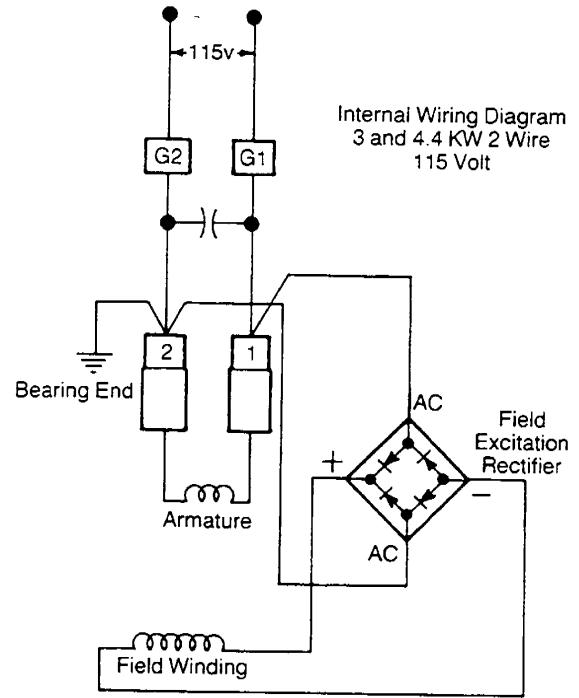 115v
Internal Wiring Diagram
3 and 4.4 KW 2 Wire
115 Volt
G2
G1
2
1
Bearing End
Armature
AC
Field
Excitation
Rectifier
+
−
AC
Field Winding